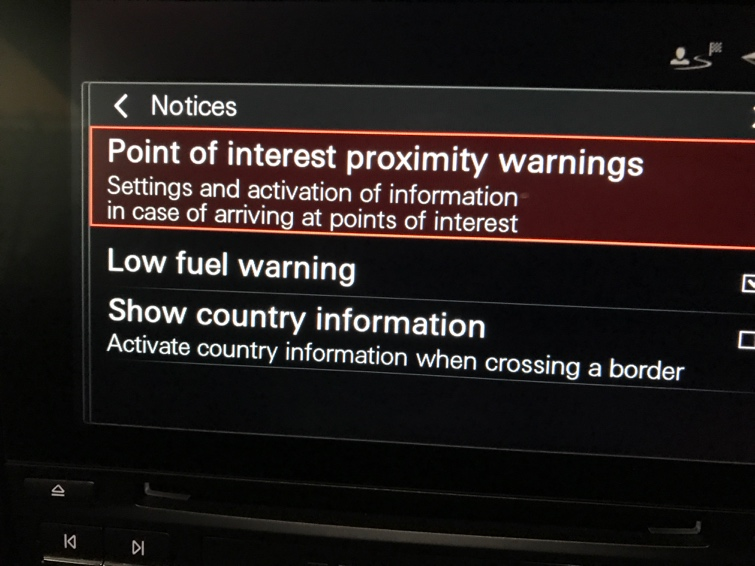 Notices
Point of interest proximity warnings
Settings and activation of information
in case of arriving at points of interest
Low fuel warning
Show country information
Activate country information when crossing a border